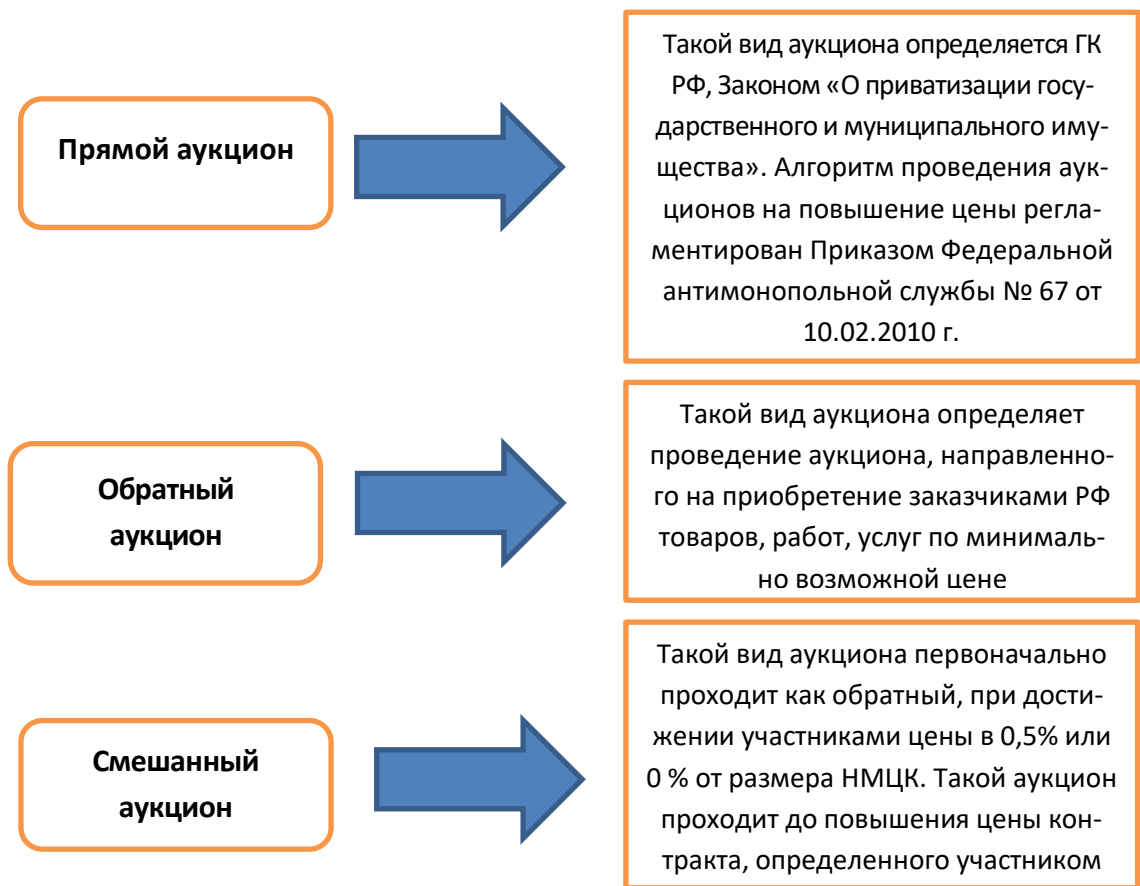 Прямой аукцион
Такой вид аукциона определяется ГК
РФ, Законом «О приватизации госу-
дарственного и муниципального иму-
щества». Алгоритм проведения аук-
ционов на повышение цены регла-
ментирован Приказом Федеральной
антимонопольной службы № 67 от
10.02.2010 г.
Обратный
аукцион
Такой вид аукциона определяет
проведение аукциона, направленно-
го на приобретение заказчиками РФ
товаров, работ, услуг по минималь-
но возможной цене
Смешанный
аукцион
Такой вид аукциона первоначально
проходит как обратный, при дости-
жении участниками цены в 0,5% или
0 % от размера НМЦК. Такой аукцион
проходит до повышения цены кон-
тракта, определенного участником